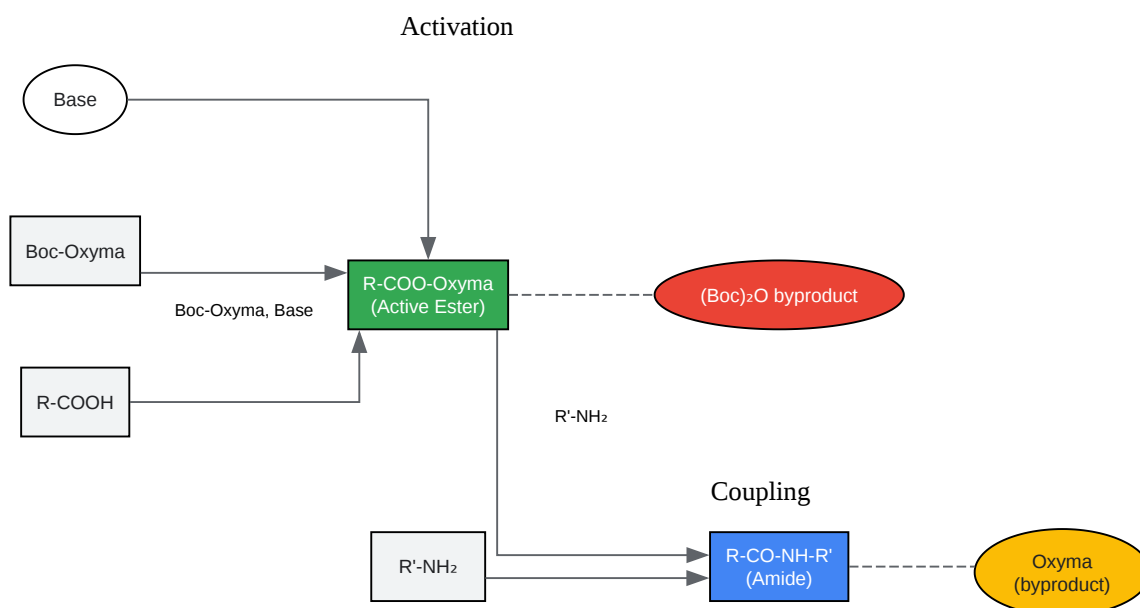 Activation
Base
Boc-Oxyma
R-COO-Oxyma
(Active Ester)
(Boc)₂O byproduct
Boc-Oxyma, Base
R-COOH
R'-NH₂
Coupling
R'-NH₂
R-CO-NH-R'
(Amide)
Oxyma
(byproduct)